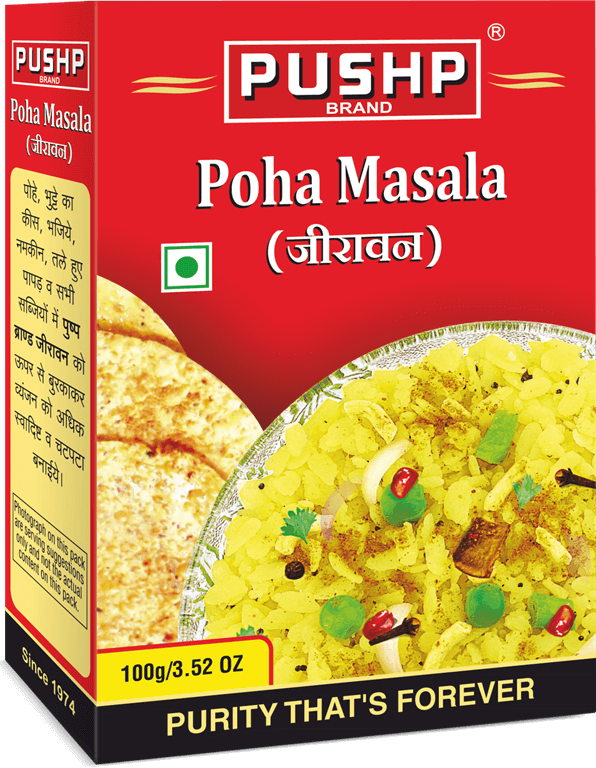 PUSHP
BRAND
®
Poha Masala
(जीरावन)
100g/3.52 OZ
PURITY THAT'S FOREVER
PUSHP
BRAND
Poha Masala
(जीरावन)
पोहे, भुट्टे का
कीस, भजिये,
नमकीन, तले हुए
पापड़ व सभी
सब्जियों में पुष्प
ब्राण्ड जीरावन को
ऊपर से बुरकाकर
व्यंजन को अधिक
स्वादिष्ट व चटपटा
बनाईये।
Photograph on this pack
are serving suggestions
only and not the actual
content on this pack.
Since 1974